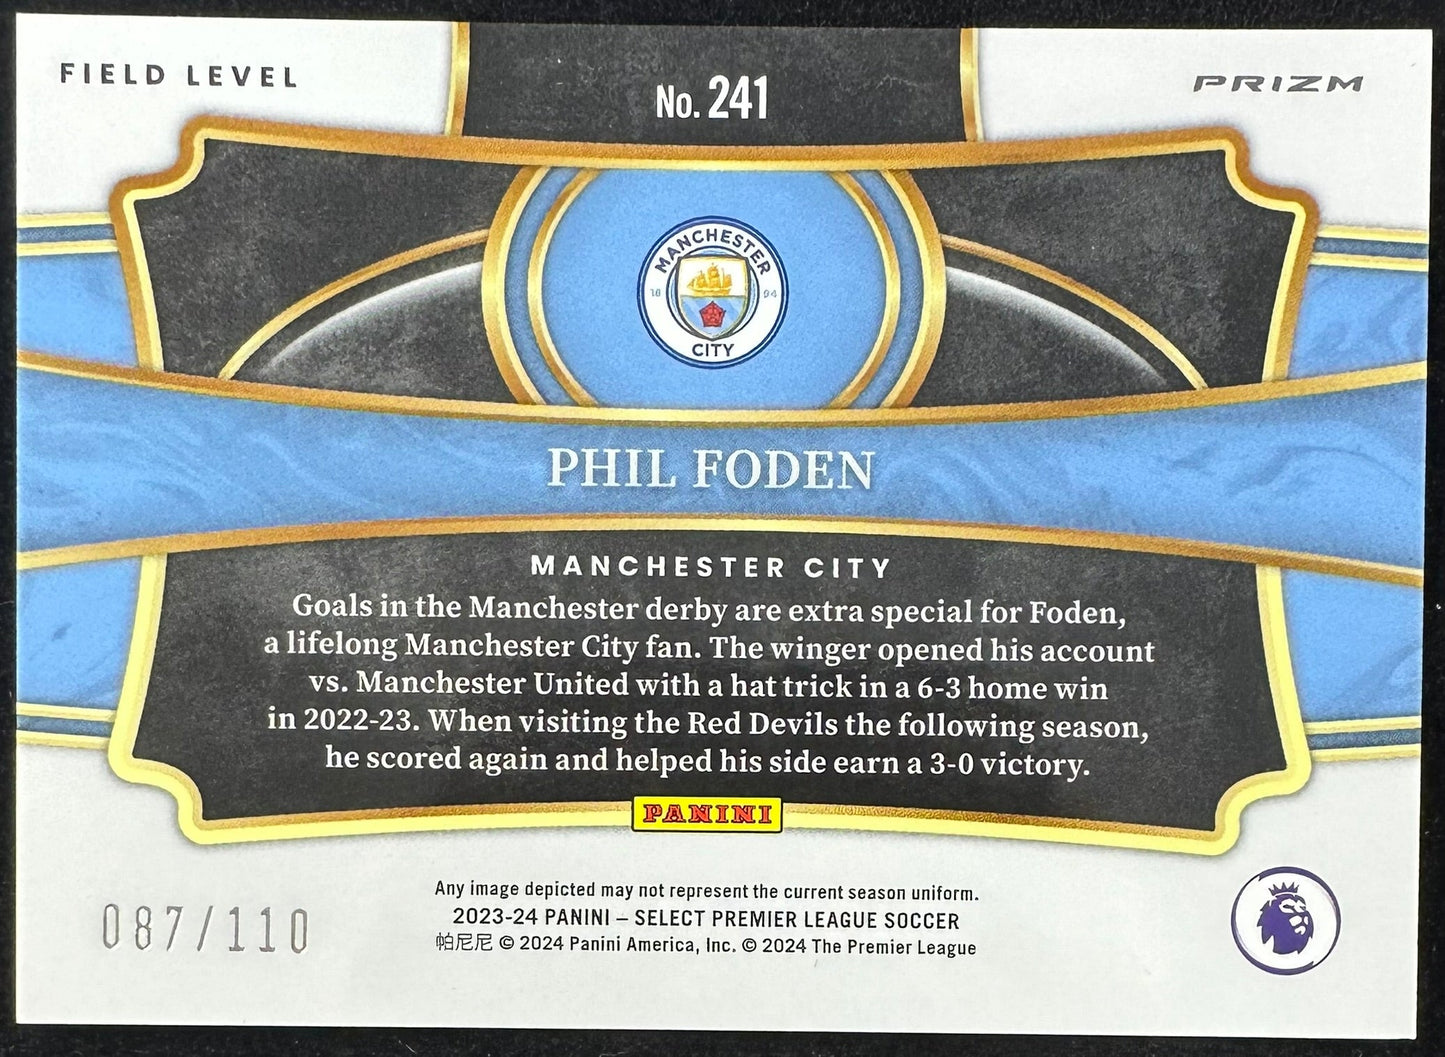 FIELD LEVEL
No. 241
PRIZM
MANCHESTER
18 94
CITY
PHIL FODEN
MANCHESTER CITY
Goals in the Manchester derby are extra special for Foden,
a lifelong Manchester City fan. The winger opened his account
vs. Manchester United with a hat trick in a 6-3 home win
in 2022-23. When visiting the Red Devils the following season,
he scored again and helped his side earn a 3-0 victory.
PANINI
087/110
Any image depicted may not represent the current season uniform.
2023-24 PANINI – SELECT PREMIER LEAGUE SOCCER
帕尼尼 © 2024 Panini America, Inc. © 2024 The Premier League